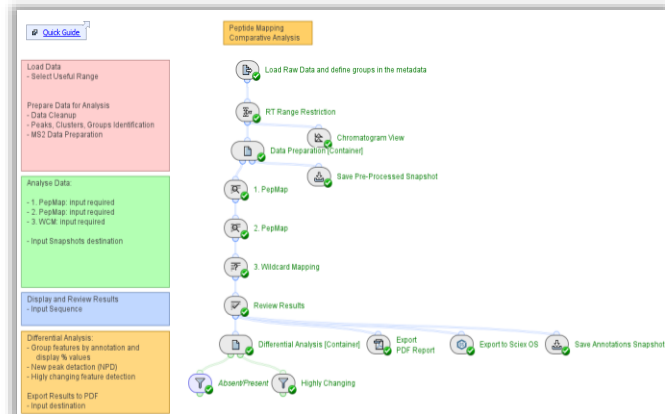 Quick Guide
Peptide Mapping
Comparative Analysis
Load Data
- Select Useful Range
Prepare Data for Analysis
- Data Cleanup
- Peaks, Clusters, Groups Identification
- MS2 Data Preparation
Analyse Data:
- 1. PepMap: input required
- 2. PepMap: input required
- 3. WCM: input required
- Input Snapshots destination
Display and Review Results
- Input Sequence
Differential Analysis:
- Group features by annotation and
display % values
- New peak detection (NPD)
- Higly changing feature detection
Export Results to PDF
- Input destination
Load Raw Data and define groups in the metadata
RT Range Restriction
Chromatogram View
Data Preparation [Container]
Save Pre-Processed Snapshot
1. PepMap
2. PepMap
3. Wildcard Mapping
Review Results
Differential Analysis [Container]
Export
PDF Report
Export to Sciex OS
Save Annotations Snapshot
Absent/Present
Highly Changing